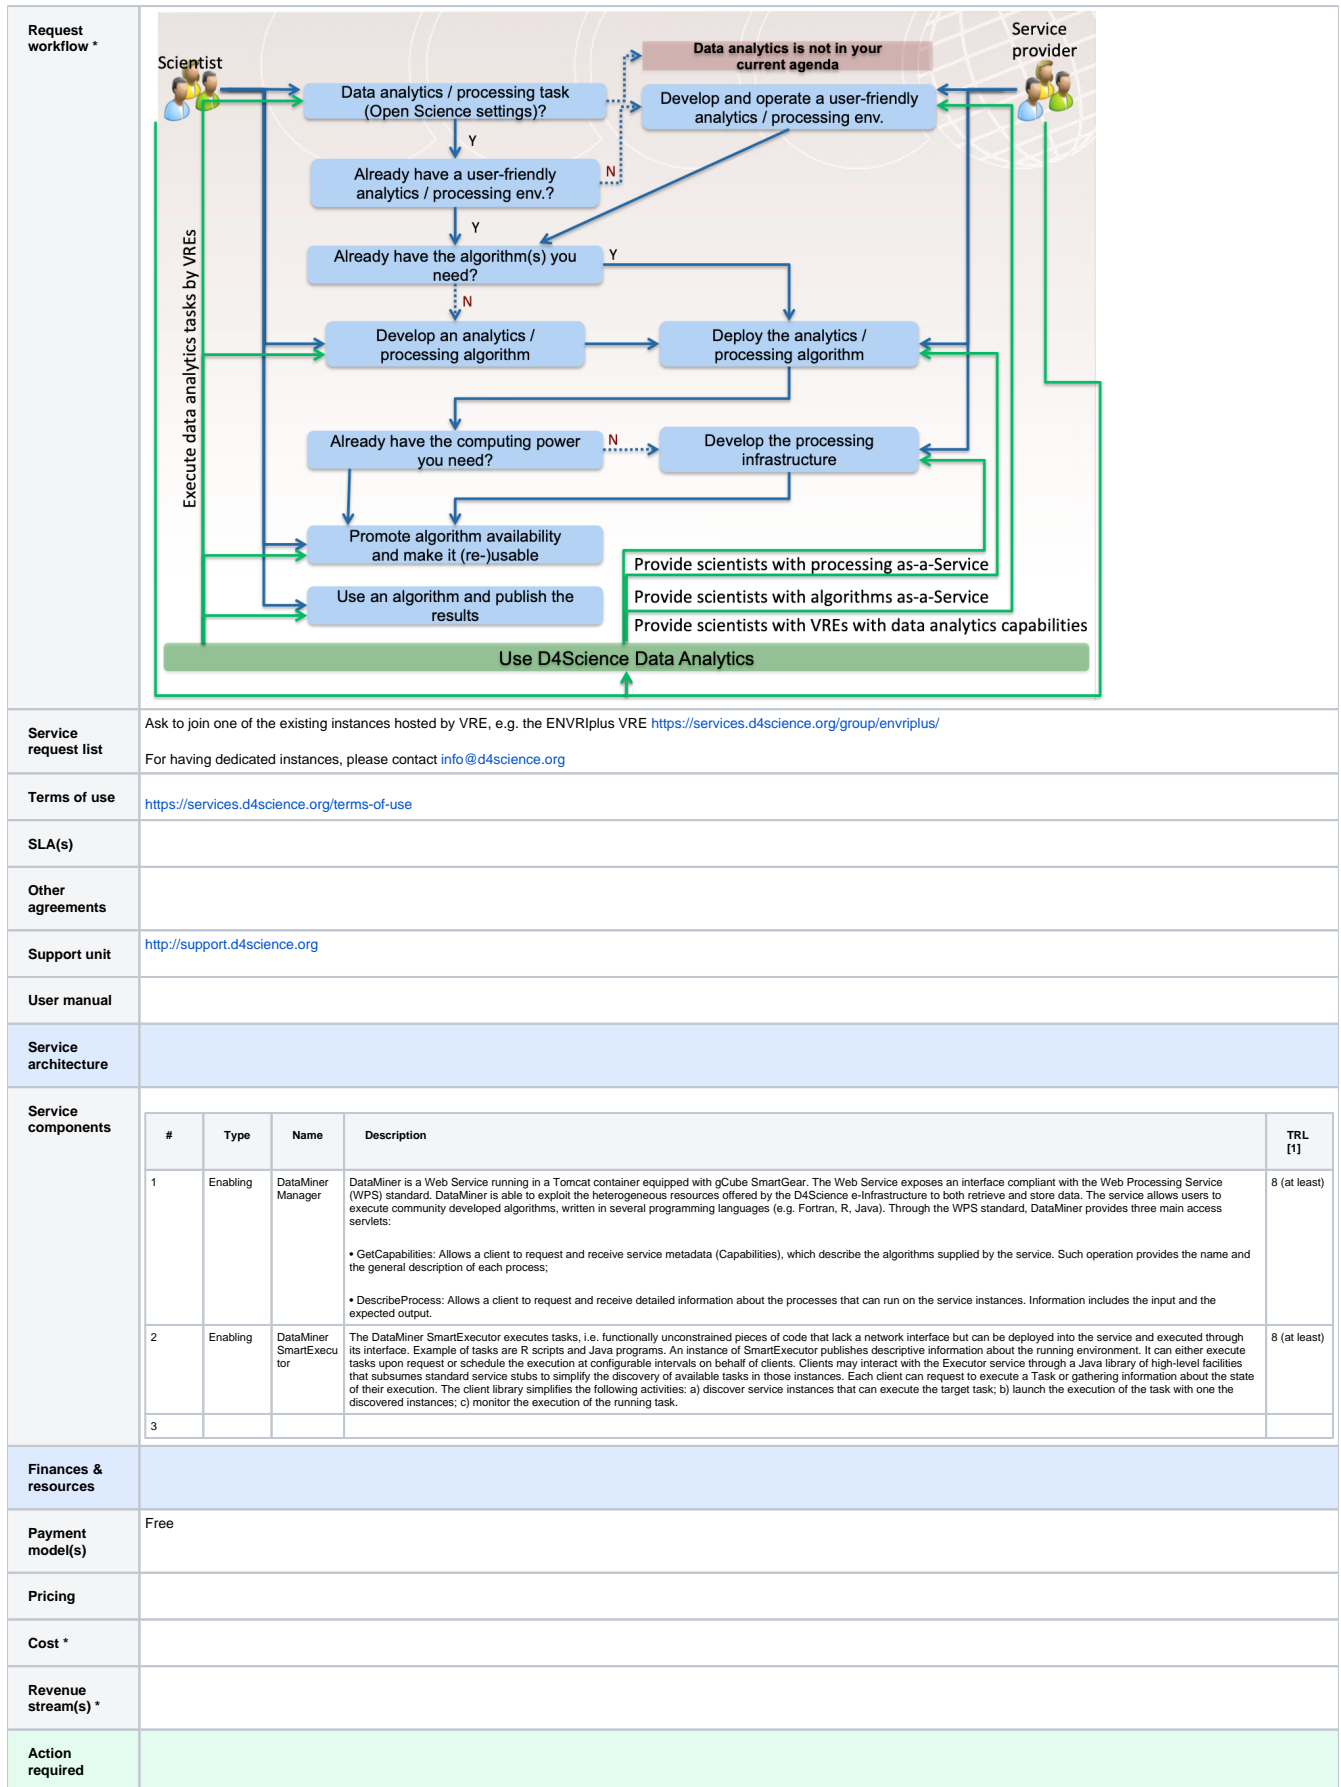 Request
workflow *
Scientist
Service
provider
Data analytics is not in your
current agenda
Data analytics / processing task
(Open Science settings)?
Develop and operate a user-friendly
analytics / processing env.
Y
Already have a user-friendly
analytics / processing env.?
N
Y
Already have the algorithm(s) you
need?
Y
N
Execute data analytics tasks by VREs
Develop an analytics /
processing algorithm
Deploy the analytics /
processing algorithm
Already have the computing power
you need?
N
Develop the processing
infrastructure
Promote algorithm availability
and make it (re-)usable
Provide scientists with processing as-a-Service
Use an algorithm and publish the
results
Provide scientists with algorithms as-a-Service
Provide scientists with VREs with data analytics capabilities
Use D4Science Data Analytics
Service
request list
Ask to join one of the existing instances hosted by VRE, e.g. the ENVRIplus VRE https://services.d4science.org/group/envriplus/
For having dedicated instances, please contact info@d4science.org
Terms of use
https://services.d4science.org/terms-of-use
SLA(s)
Other
agreements
Support unit
http://support.d4science.org
User manual
Service
architecture
Service
components
# Type Name Description TRL
[1]
1 Enabling DataMiner
Manager
DataMiner is a Web Service running in a Tomcat container equipped with gCube SmartGear. The Web Service exposes an interface compliant with the Web Processing Service
(WPS) standard. DataMiner is able to exploit the heterogeneous resources offered by the D4Science e-Infrastructure to both retrieve and store data. The service allows users to
execute community developed algorithms, written in several programming languages (e.g. Fortran, R, Java). Through the WPS standard, DataMiner provides three main access
servlets:
• GetCapabilities: Allows a client to request and receive service metadata (Capabilities), which describe the algorithms supplied by the service. Such operation provides the name and
the general description of each process;
• DescribeProcess: Allows a client to request and receive detailed information about the processes that can run on the service instances. Information includes the input and the
expected output.
8 (at least)
2 Enabling DataMiner
SmartExecu
tor
The DataMiner SmartExecutor executes tasks, i.e. functionally unconstrained pieces of code that lack a network interface but can be deployed into the service and executed through
its interface. Example of tasks are R scripts and Java programs. An instance of SmartExecutor publishes descriptive information about the running environment. It can either execute
tasks upon request or schedule the execution at configurable intervals on behalf of clients. Clients may interact with the Executor service through a Java library of high-level facilities
that subsumes standard service stubs to simplify the discovery of available tasks in those instances. Each client can request to execute a Task or gathering information about the state
of their execution. The client library simplifies the following activities: a) discover service instances that can execute the target task; b) launch the execution of the task with one the
discovered instances; c) monitor the execution of the running task.
8 (at least)
3
Finances &
resources
Payment
model(s)
Free
Pricing
Cost *
Revenue
stream(s) *
Action
required